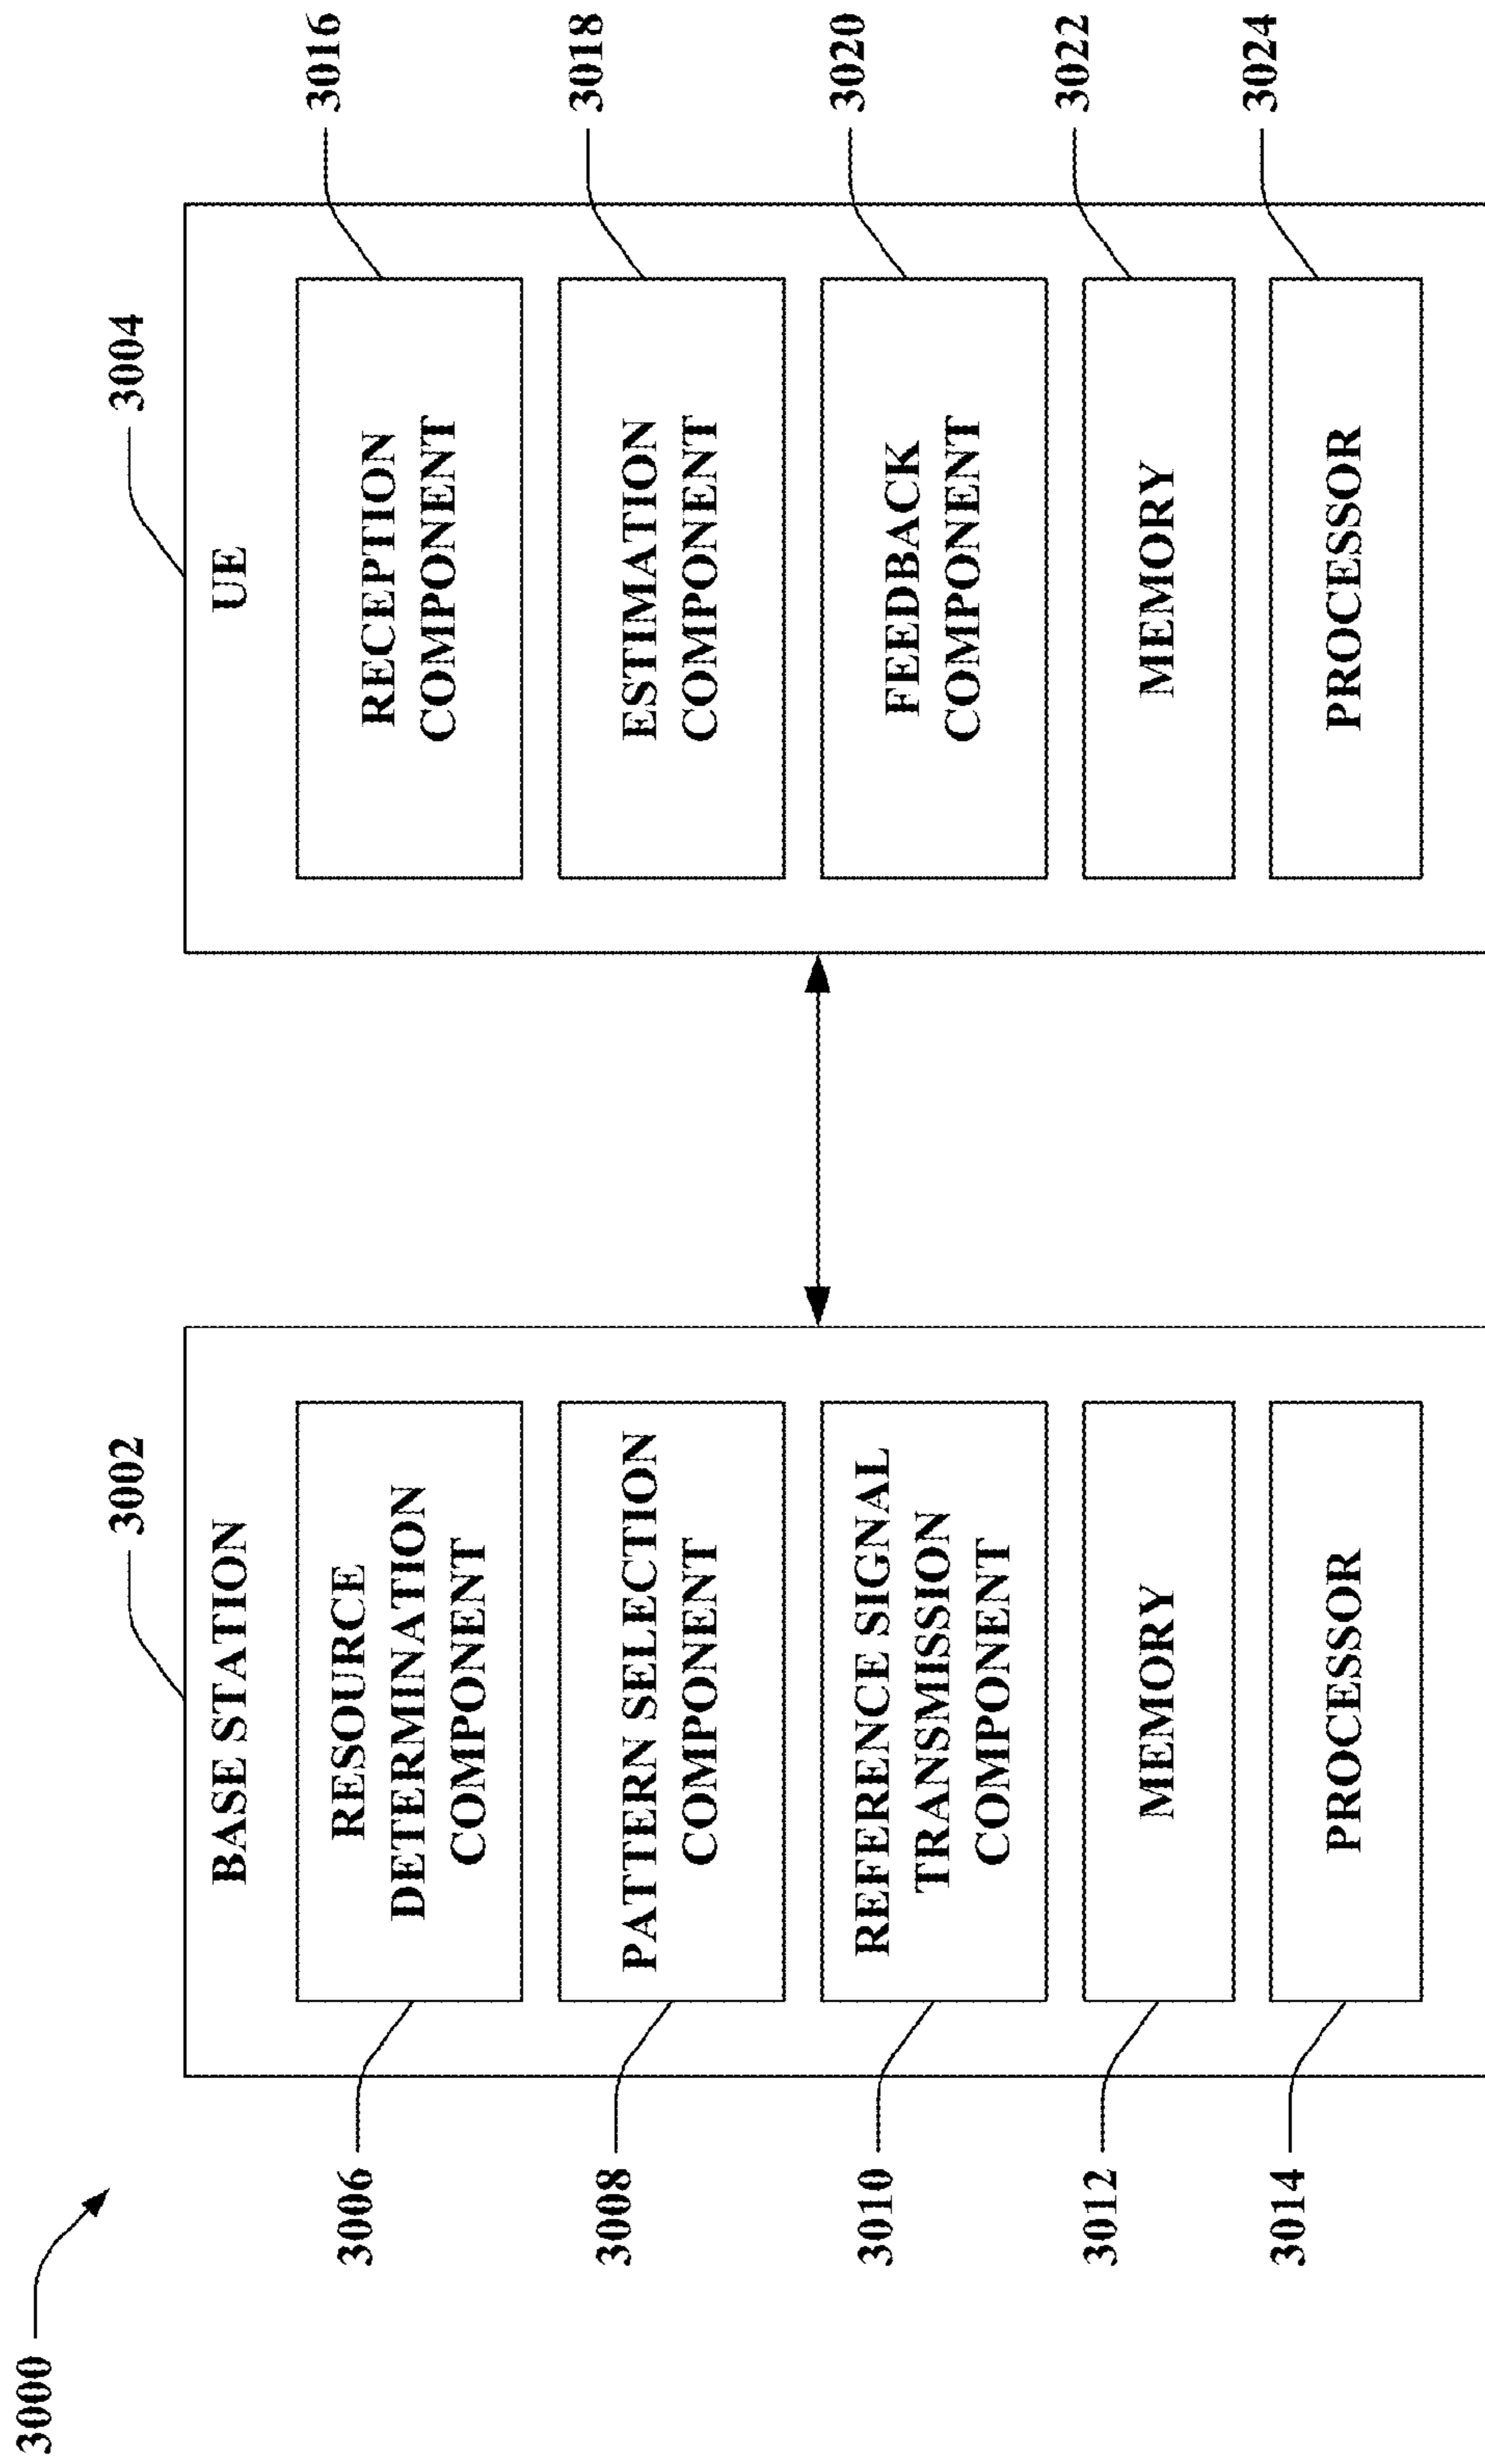 3000
3002
3004
BASE STATION
UE
3006
RESOURCE
DETERMINATION
COMPONENT
RECEPTION
COMPONENT
3016
3008
PATTERN SELECTION
COMPONENT
ESTIMATION
COMPONENT
3018
3010
REFERENCE SIGNAL
TRANSMISSION
COMPONENT
FEEDBACK
COMPONENT
3020
3012
MEMORY
MEMORY
3022
3014
PROCESSOR
PROCESSOR
3024